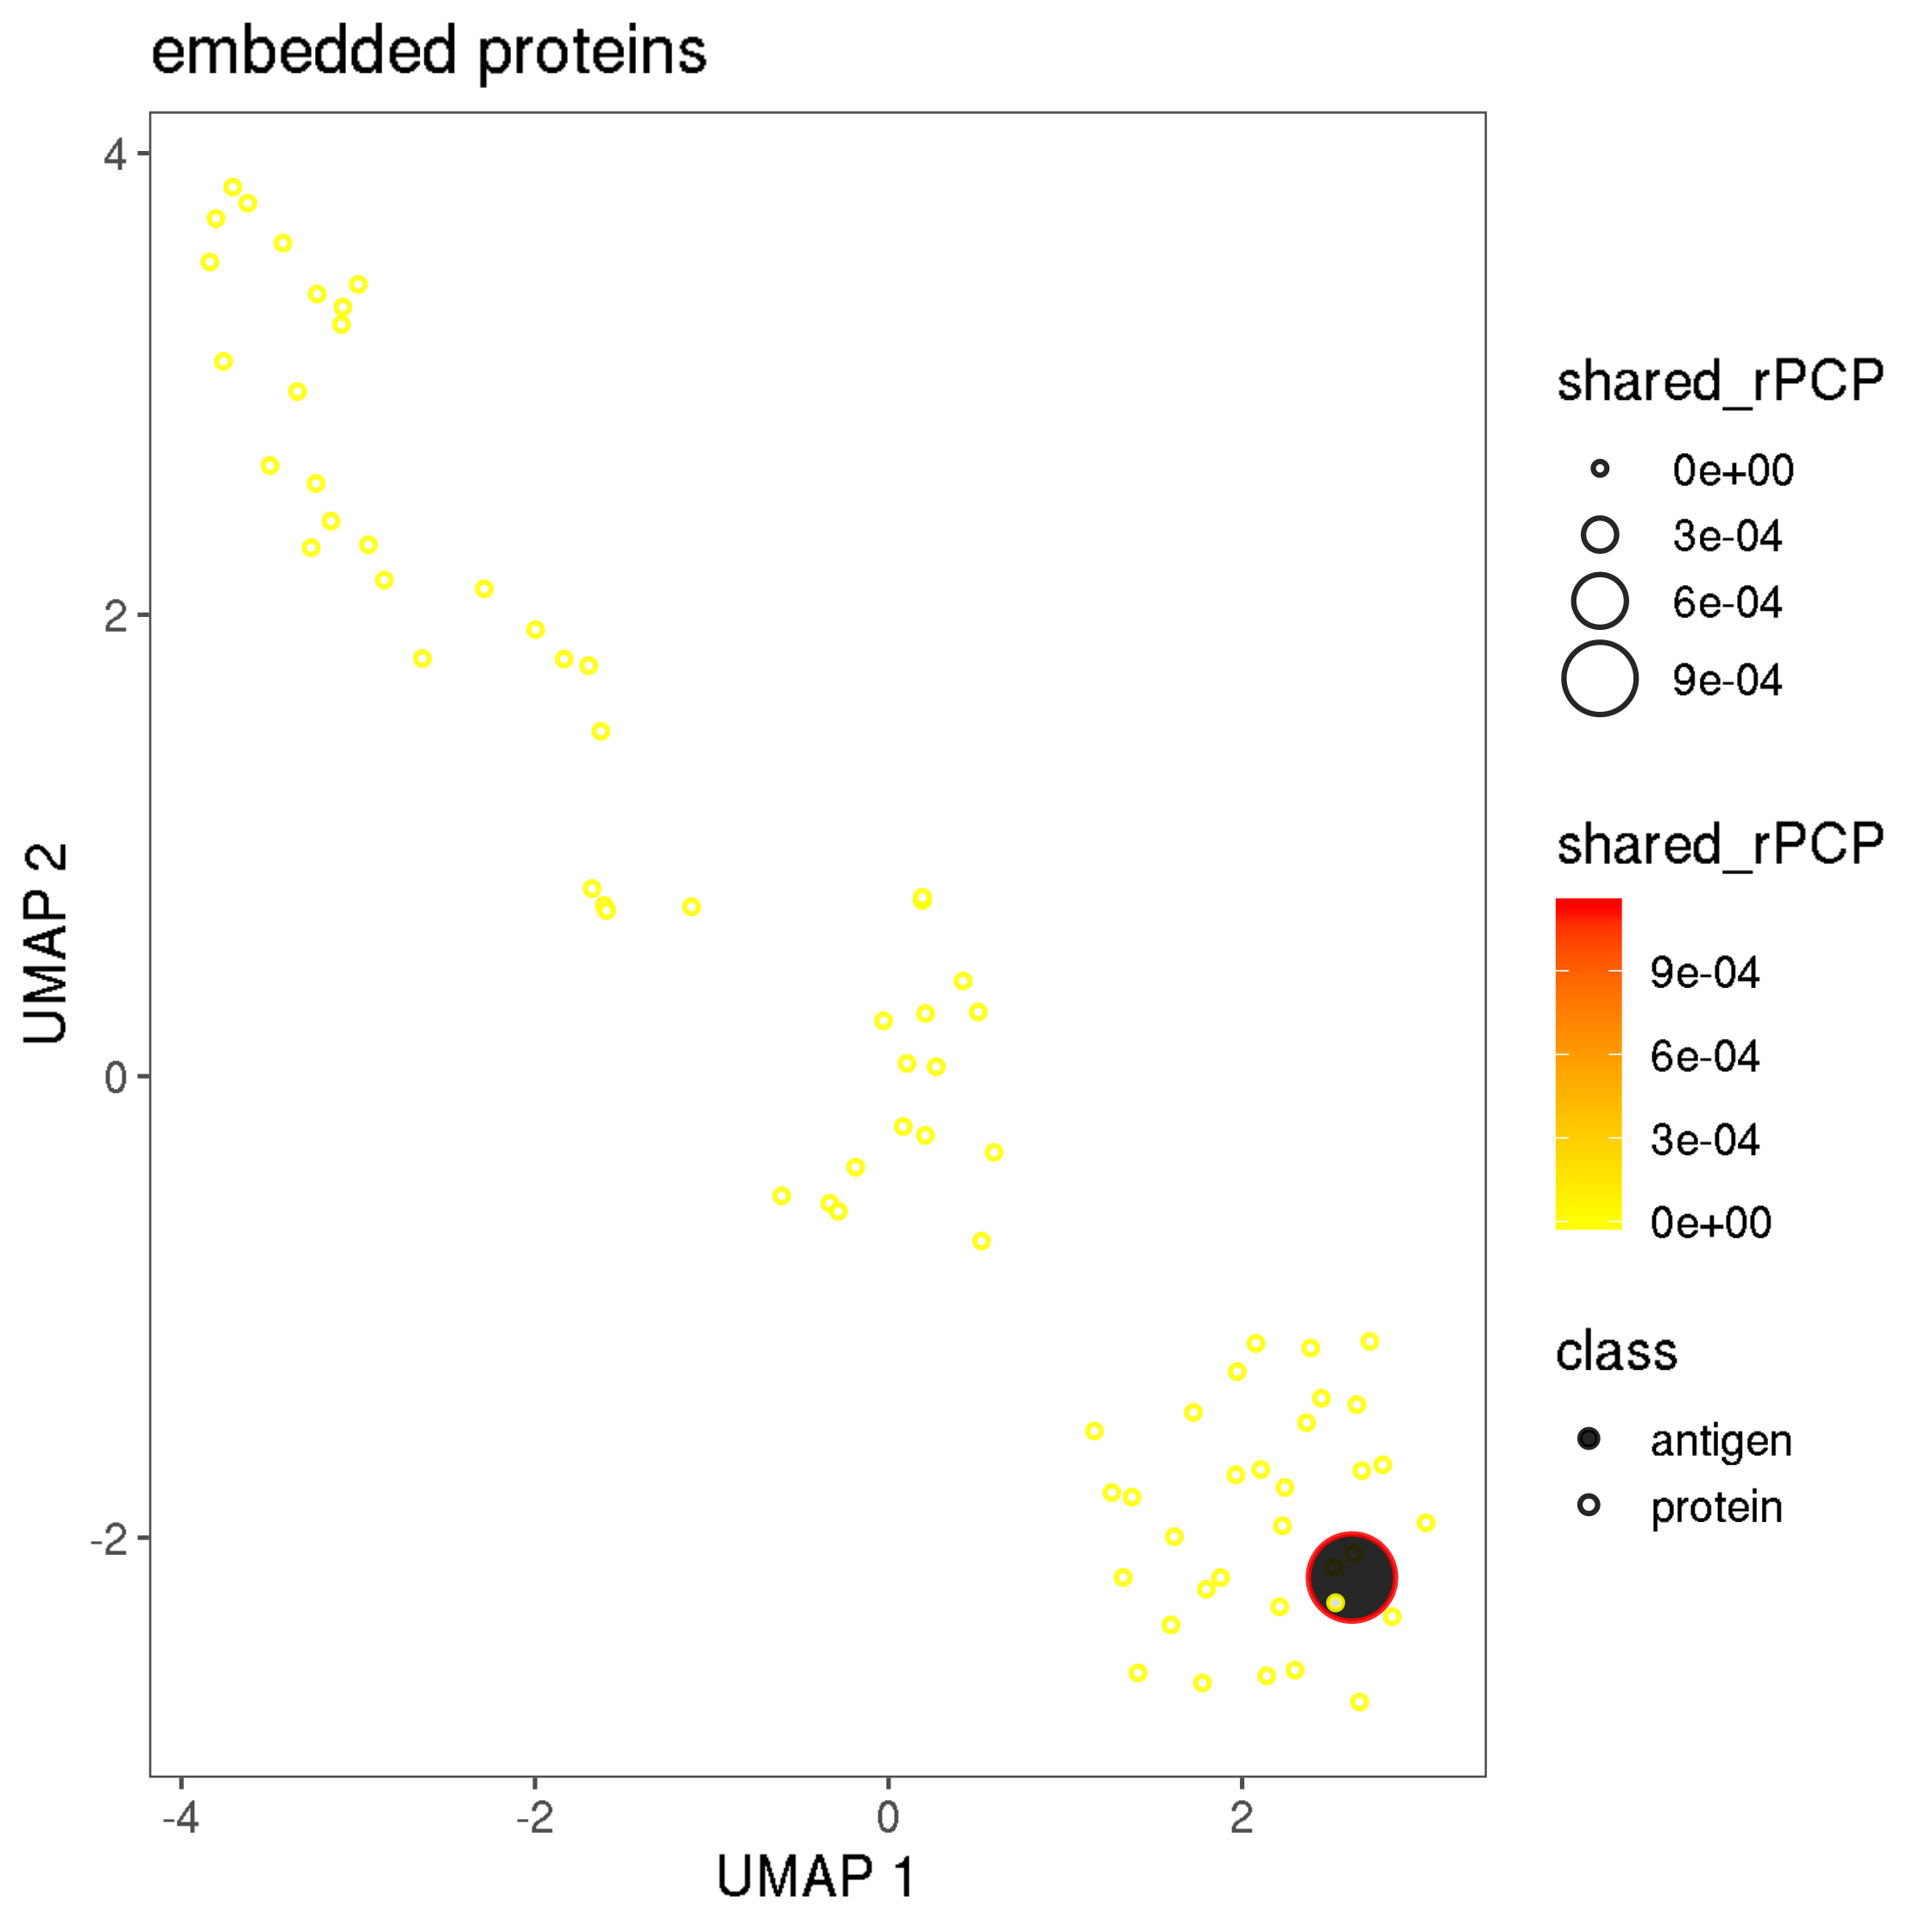 embedded proteins
4
2
0
-2
UMAP 2
-4
-2
0
2
UMAP 1
shared_rPCP
0e+00
3e-04
6e-04
9e-04
shared_rPCP
9e-04
6e-04
3e-04
0e+00
class
antigen
protein